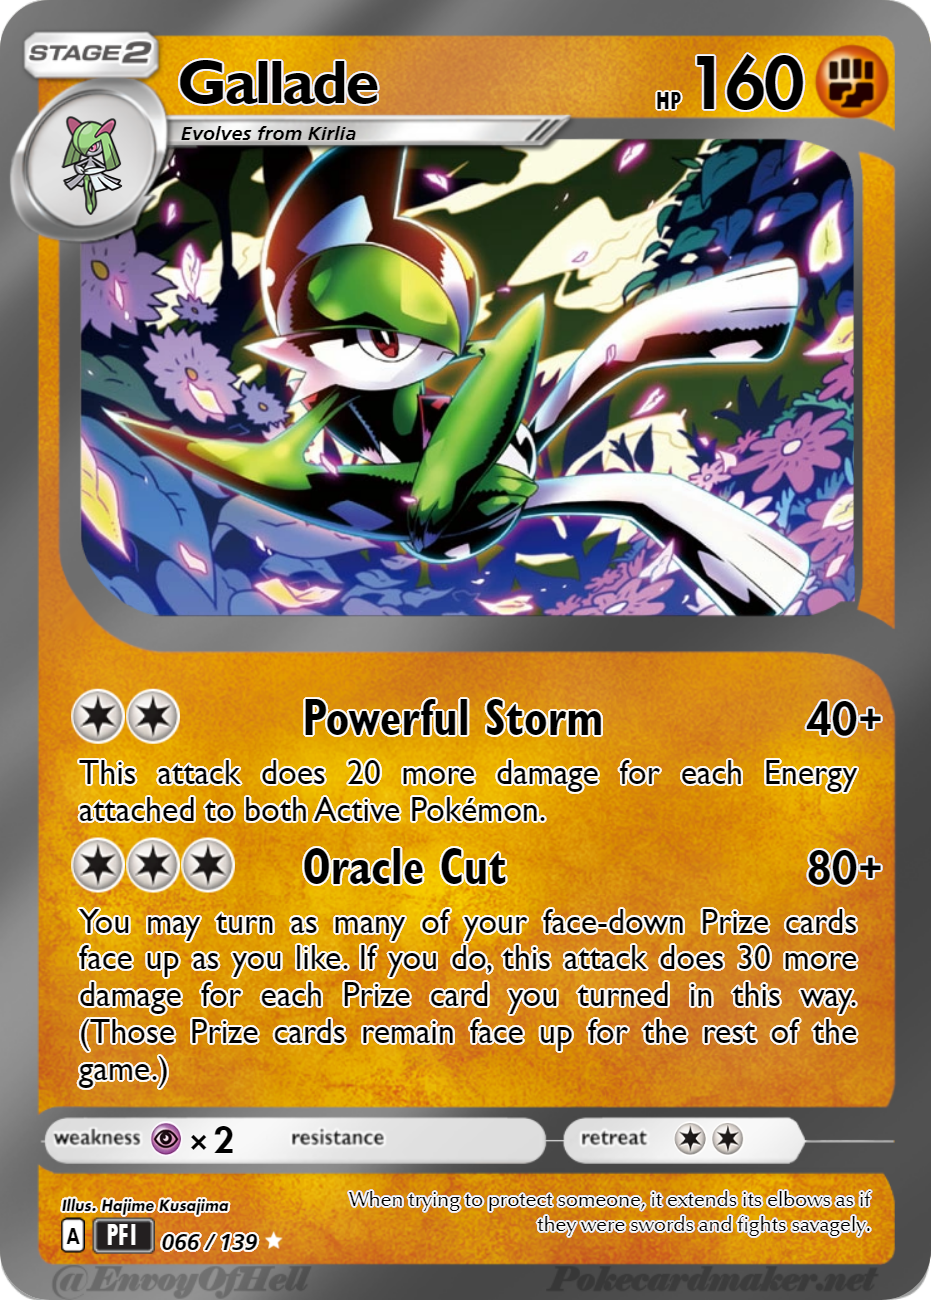 STAGE 2
Gallade
HP 160
Evolves from Kirlia
Powerful Storm 40+
This attack does 20 more damage for each Energy
attached to both Active Pokémon.
Oracle Cut 80+
You may turn as many of your face-down Prize cards
face up as you like. If you do, this attack does 30 more
damage for each Prize card you turned in this way.
(Those Prize cards remain face up for the rest of the
game.)
weakness × 2 resistance retreat
Illus. Hajime Kusajima
When trying to protect someone, it extends its elbows as if
they were swords and fights savagely.
A PFI 066 / 139
@EnvoyOfHell Pokecardmaker.net